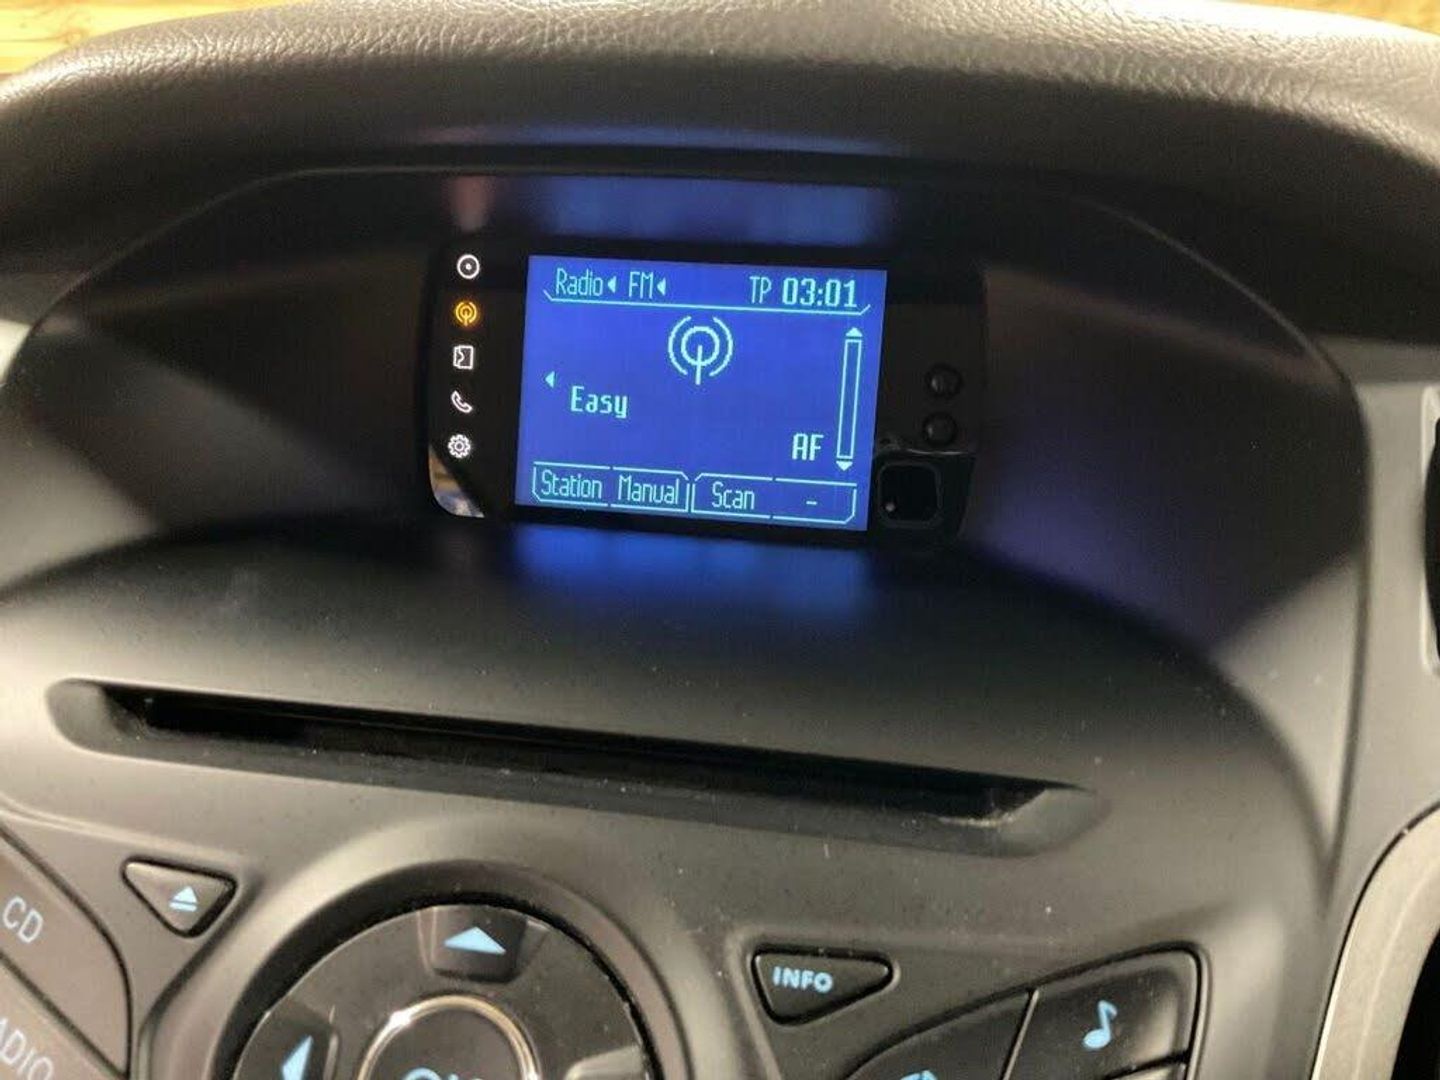 Radio FM TP 03:01
Easy
AF
Station Manual Scan -
CD
INFO